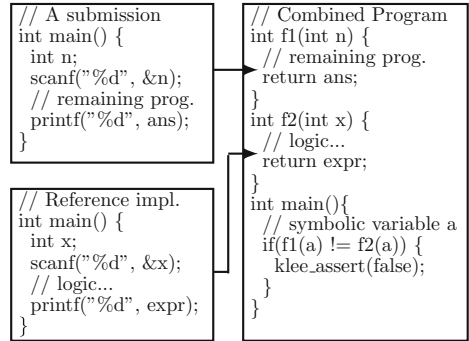 // A submission
int main() {
int n;
scanf("%d", &n);
// remaining prog.
printf("%d", ans);
}
// Reference impl.
int main() {
int x;
scanf("%d", &x);
// logic...
printf("%d", expr);
}
// Combined Program
int f1(int n) {
// remaining prog.
return ans;
}
int f2(int x) {
// logic...
return expr;
}
int main(){
// symbolic variable a
if(f1(a) != f2(a)) {
klee_assert(false);
}
}